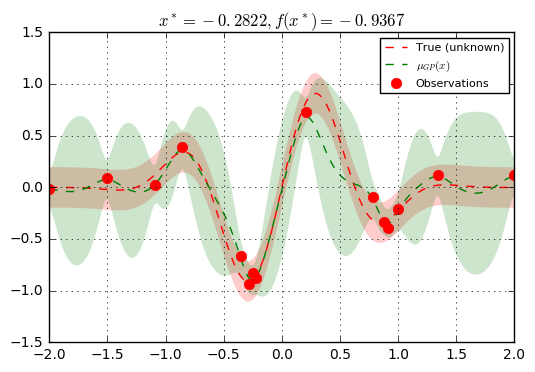 x* = −0.2822, f(x*) = −0.9367
1.5
1.0
0.5
0.0
−0.5
−1.0
−1.5
True (unknown)
μGP(x)
Observations
−2.0 −1.5 −1.0 −0.5 0.0 0.5 1.0 1.5 2.0